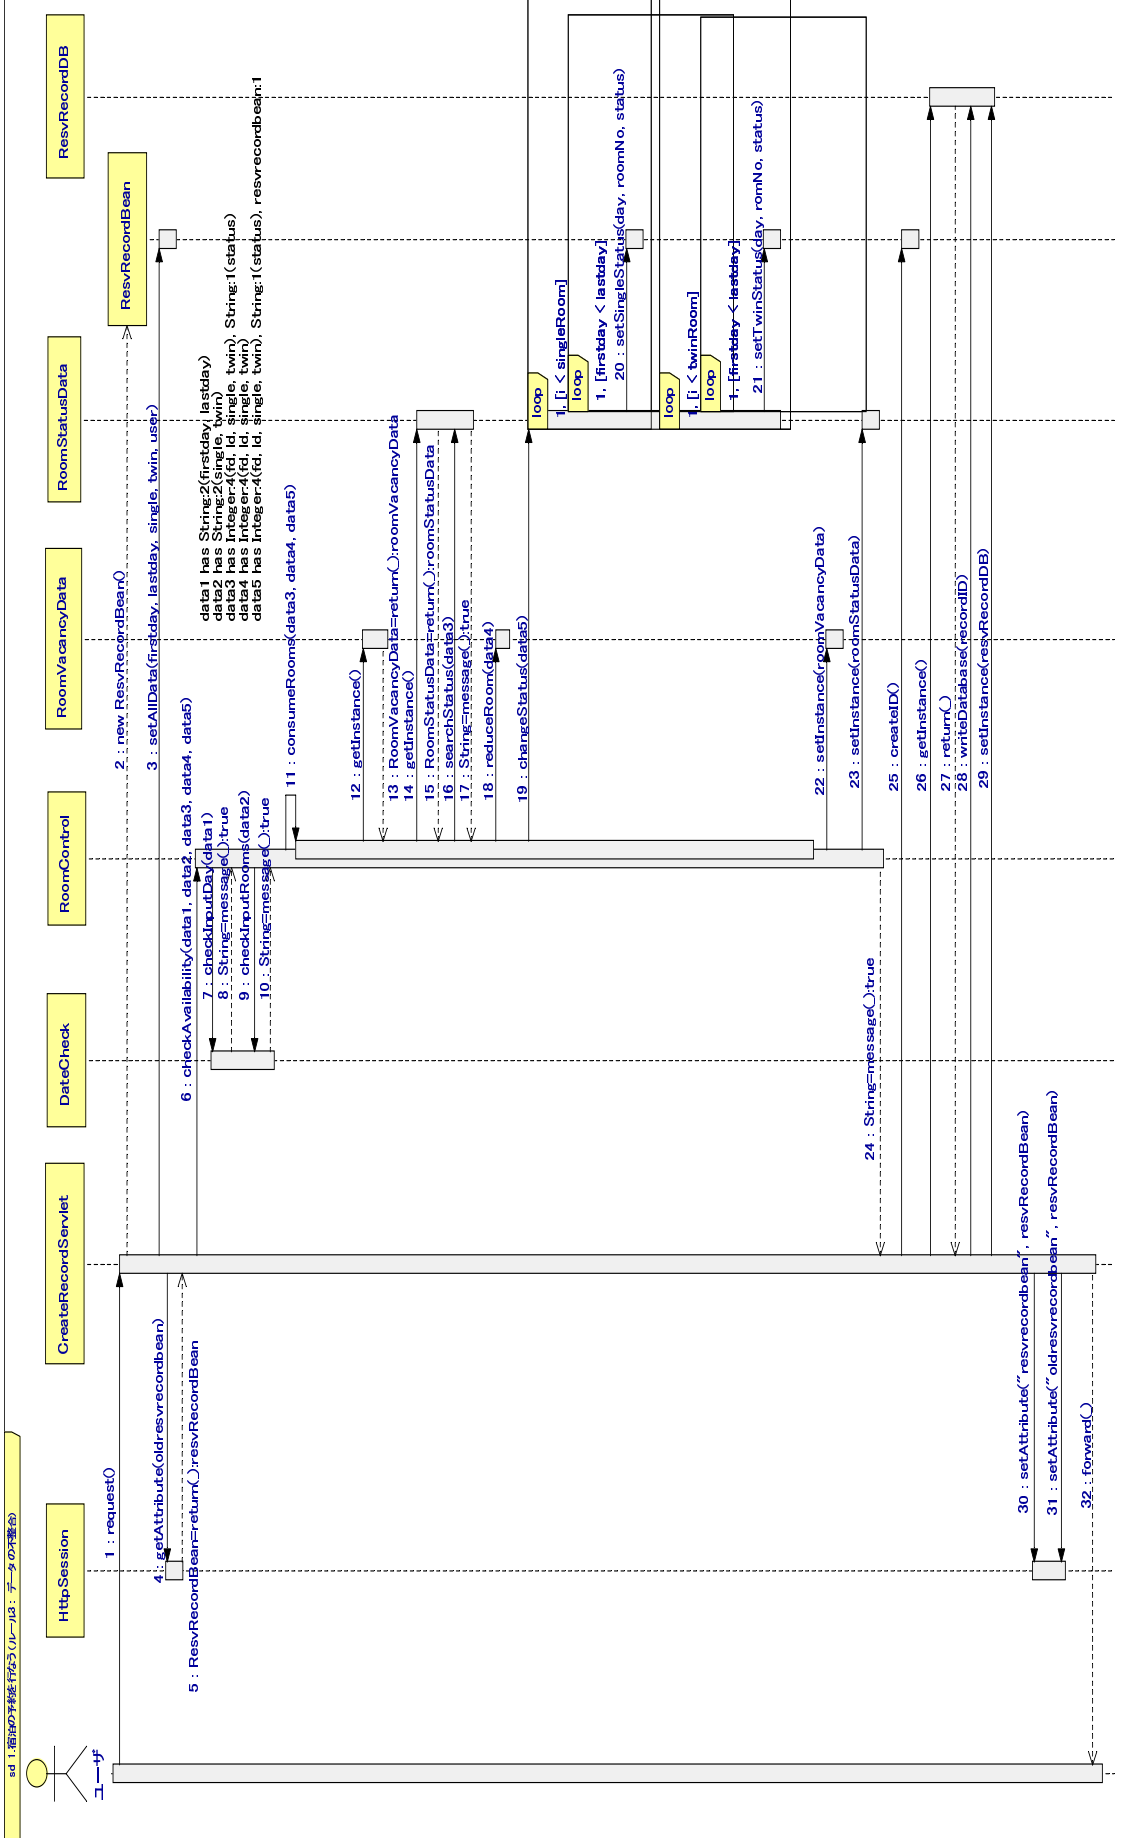 sd 1.宿泊の予約を行なう(ルール3: データの不整合)
ユーザ
HttpSession
CreateRecordServlet
DateCheck
RoomControl
RoomVacancyData
RoomStatusData
ResvRecordBean
ResvRecordDB
1 : request()
2 : new ResvRecordBean()
3 : setAllData(firstday, lastday, single, twin, user)
4 : getAttribute(oldresvrecordbean)
5 : ResvRecordBean=return(_):resvRecordBean
6 : checkAvailability(data1, data2, data3, data4, data5)
data1 has String:2(firstday, lastday)
data2 has String:2(single, twin)
data3 has Integer:4(fd, ld, single, twin), String:1(status)
data4 has Integer:4(fd, ld, single, twin)
data5 has Integer:4(fd, ld, single, twin), String:1(status), resvrecordbean:1
7 : checkInputDay(data1)
8 : String=message(_):true
9 : checkInputRooms(data2)
10 : String=message(_):true
11 : consumeRooms(data3, data4, data5)
12 : getInstance()
13 : RoomVacancyData=return(_):roomVacancyData
14 : getInstance()
15 : RoomStatusData=return(_):roomStatusData
16 : searchStatus(data3)
17 : String=message(_):true
18 : reduceRoom(data4)
19 : changeStatus(data5)
loop
1, [i < singleRoom]
loop
1, [firstday < lastday]
20 : setSingleStatus(day, roomNo, status)
loop
1, [i < twinRoom]
loop
1, [firstday < lastday]
21 : setTwinStatus(day, romNo, status)
22 : setInstance(roomVacancyData)
23 : setInstance(roomStatusData)
24 : String=message(_):true
25 : createID()
26 : getInstance()
27 : return(_)
28 : writeDatabase(recordID)
29 : setInstance(resvRecordDB)
30 : setAttribute("resvrecordbean", resvRecordBean)
31 : setAttribute("oldresvrecordbean", resvRecordBean)
32 : forward(_)